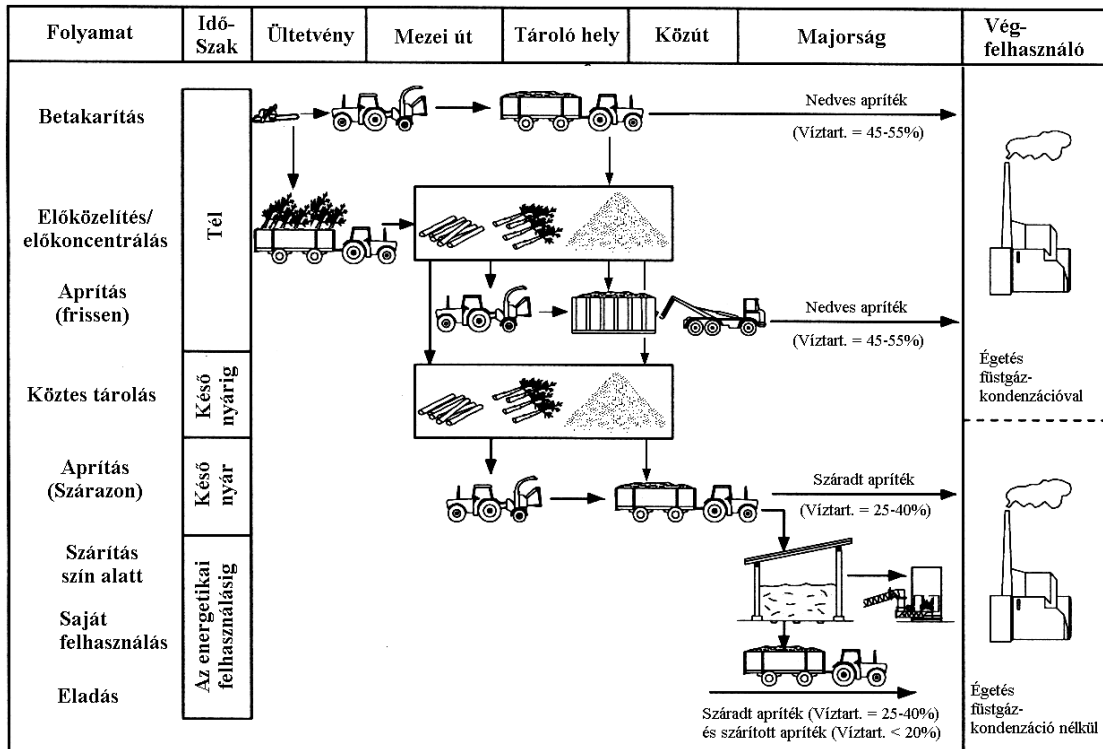 Folyamat
Idő-
Szak
Ültetvény
Mezei út
Tároló hely
Közút
Majorság
Vég-
felhasználó
Betakarítás
Tél
Nedves apríték
(Víztart. = 45-55%)
Előközelítés/
előkoncentrálás
Aprítás
(frissen)
Nedves apríték
(Víztart. = 45-55%)
Égetés
füstgáz-
kondenzációval
Köztes tárolás
Késő
nyárig
Aprítás
(Szárazon)
Késő
nyár
Száradt apríték
(Víztart. = 25-40%)
Szárítás
szín alatt
Az energetikai
felhasználásig
Saját
felhasználás
Eladás
Száradt apríték (Víztart. = 25-40%)
és szárított apríték (Víztart. < 20%)
Égetés
füstgáz-
kondenzáció nélkül